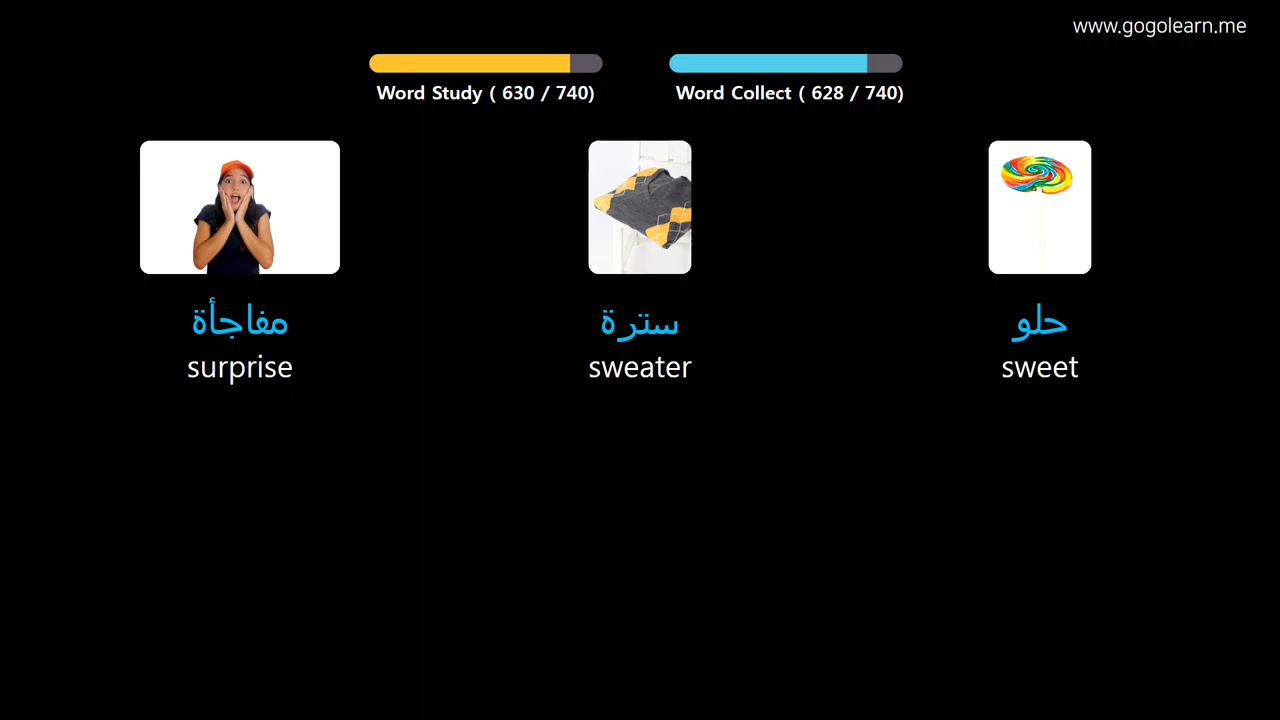 www.gogolearn.me
Word Study ( 630 / 740)
Word Collect ( 628 / 740)
مفاجأة
surprise
سترة
sweater
حلو
sweet